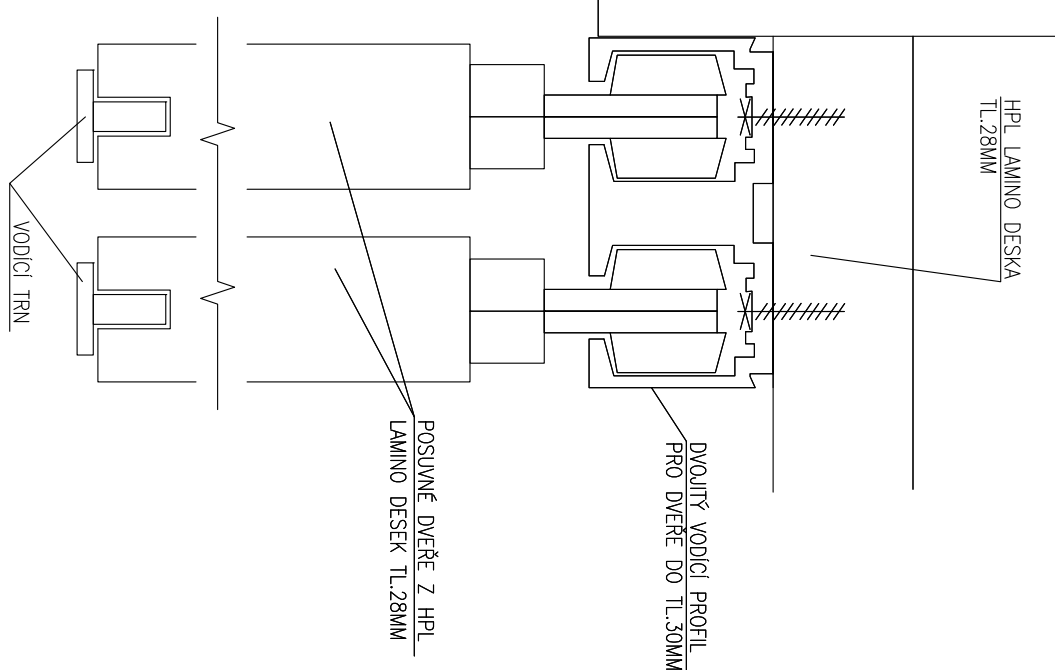 HPL LAMINO DESKA
TL.28MM
DVOJITÝ VODÍCÍ PROFIL
PRO DVEŘE DO TL.30MM
POSUVNÉ DVEŘE Z HPL
LAMINO DESEK TL.28MM
VODÍCÍ TRN